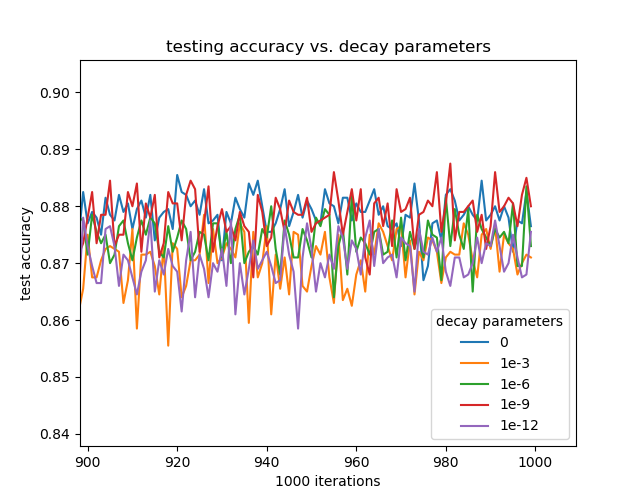 testing accuracy vs. decay parameters
0.90
0.89
0.88
0.87
0.86
0.85
0.84
test accuracy
900 920 940 960 980 1000
1000 iterations
decay parameters
0
1e-3
1e-6
1e-9
1e-12